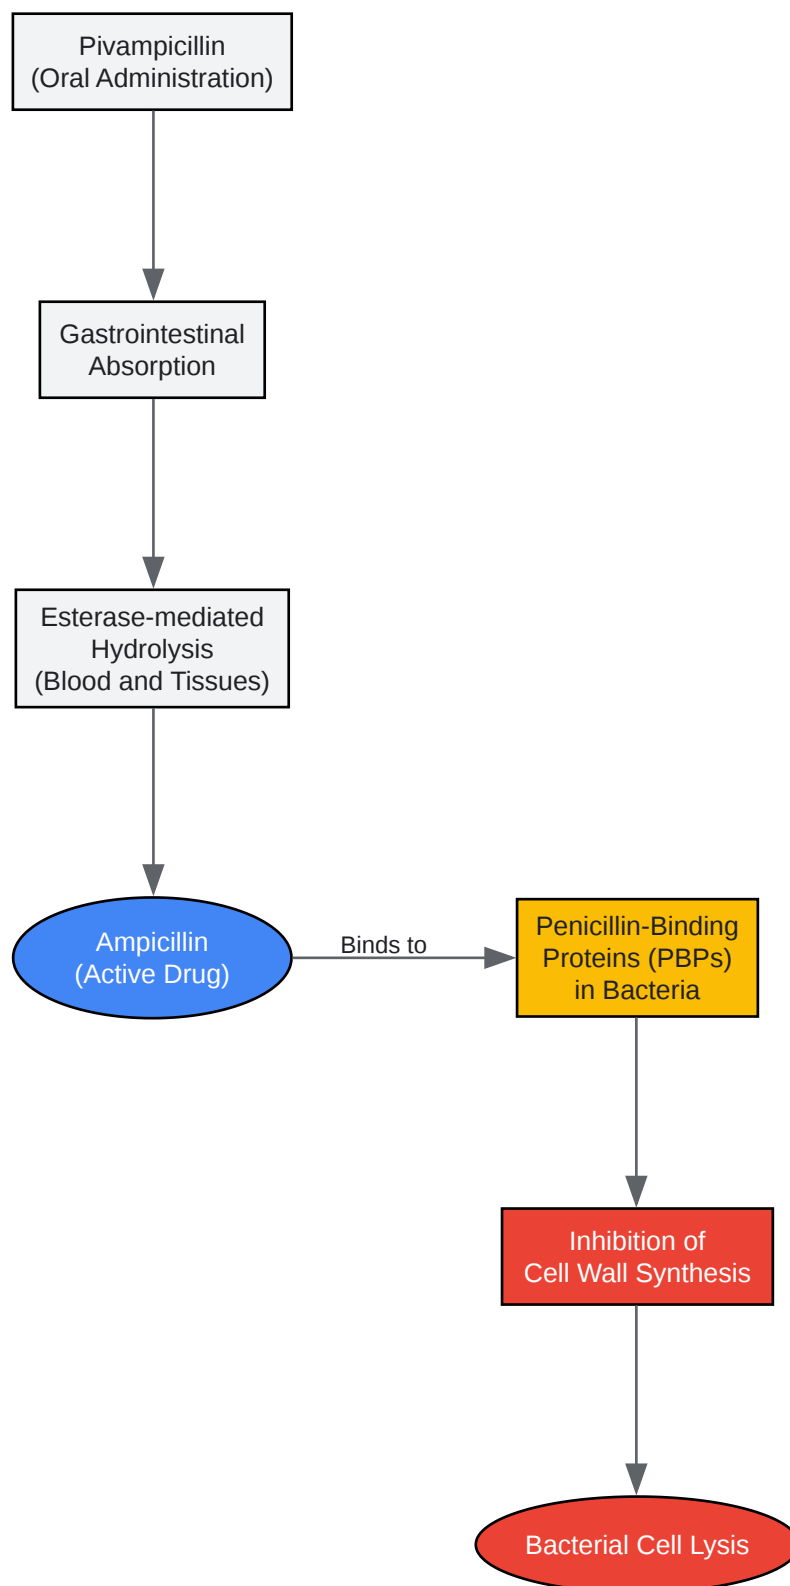 Pivampicillin
(Oral Administration)
Gastrointestinal
Absorption
Esterase-mediated
Hydrolysis
(Blood and Tissues)
Ampicillin
(Active Drug)
Binds to
Penicillin-Binding
Proteins (PBPs)
in Bacteria
Inhibition of
Cell Wall Synthesis
Bacterial Cell Lysis